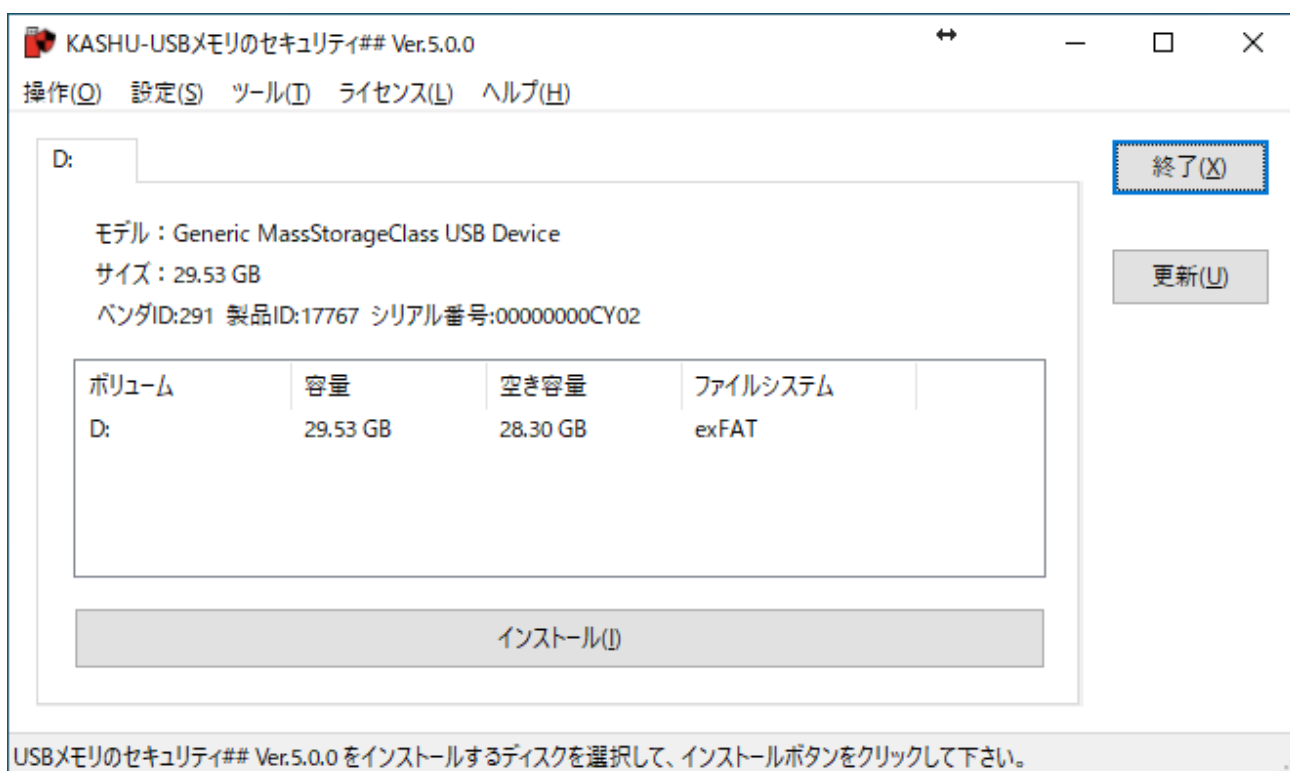 KASHU-USBメモリのセキュリティ## Ver.5.0.0
操作(O) 設定(S) ツール(T) ライセンス(L) ヘルプ(H)
D:
終了(X)
モデル：Generic MassStorageClass USB Device
サイズ：29.53 GB
更新(U)
ベンダID:291 製品ID:17767 シリアル番号:00000000CY02
ボリューム 容量 空き容量 ファイルシステム
D: 29.53 GB 28.30 GB exFAT
インストール(I)
USBメモリのセキュリティ## Ver.5.0.0 をインストールするディスクを選択して、インストールボタンをクリックして下さい。